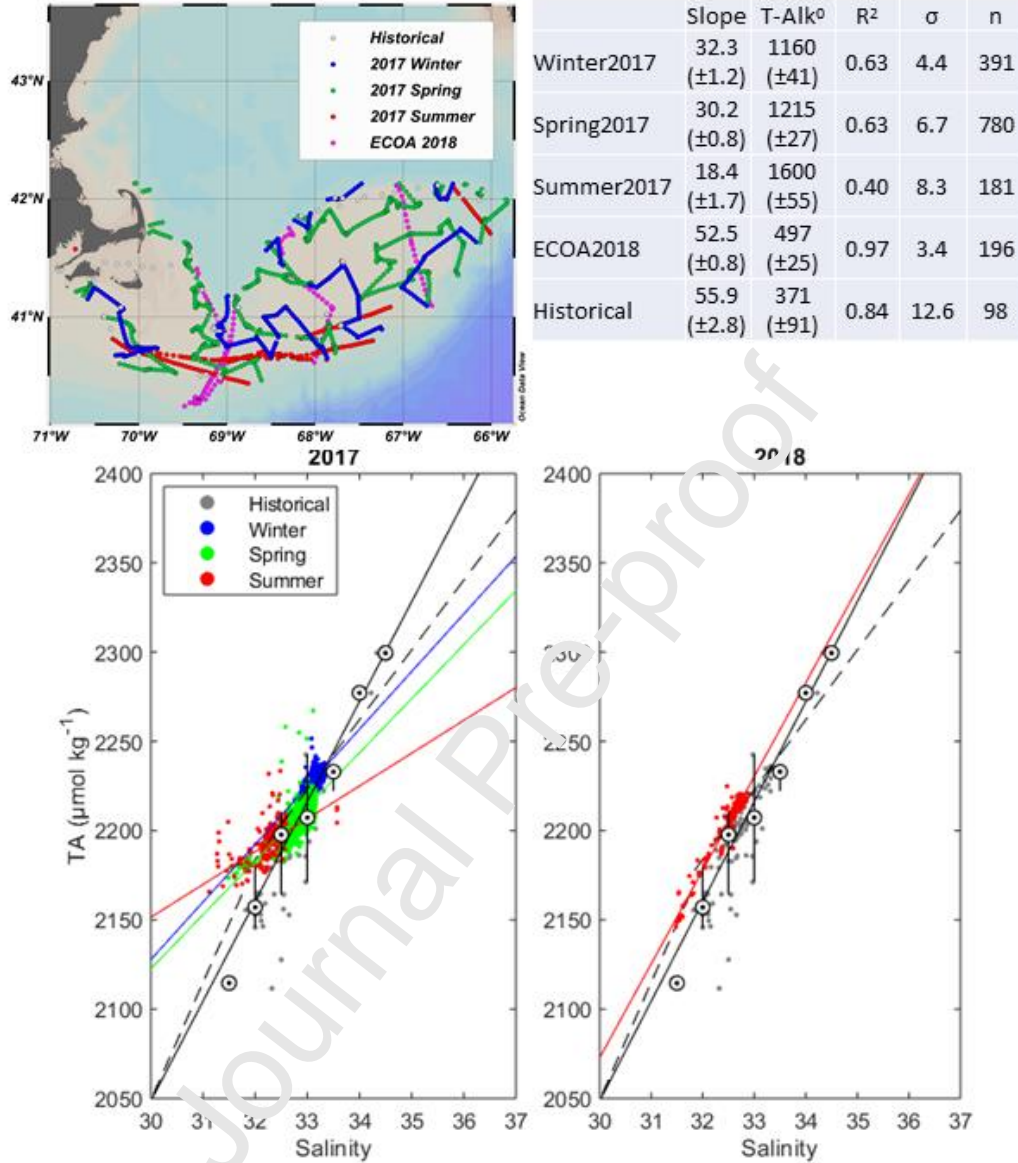 Historical
2017 Winter
2017 Spring
2017 Summer
ECOA 2018
43°N
42°N
41°N
71°W 70°W 69°W 68°W 67°W 66°W
Ocean Data View
Slope T-Alk⁰ R² σ n
Winter2017 32.3 (±1.2) 1160 (±41) 0.63 4.4 391
Spring2017 30.2 (±0.8) 1215 (±27) 0.63 6.7 780
Summer2017 18.4 (±1.7) 1600 (±55) 0.40 8.3 181
ECOA2018 52.5 (±0.8) 497 (±25) 0.97 3.4 196
Historical 55.9 (±2.8) 371 (±91) 0.84 12.6 98
2017
2400
2350
2300
2250
2200
2150
2100
2050
TA (µmol kg⁻¹)
Historical
Winter
Spring
Summer
30 31 32 33 34 35 36 37
Salinity
2018
2400
2350
2300
2250
2200
2150
2100
2050
30 31 32 33 34 35 36 37
Salinity
Journal Pre-proof